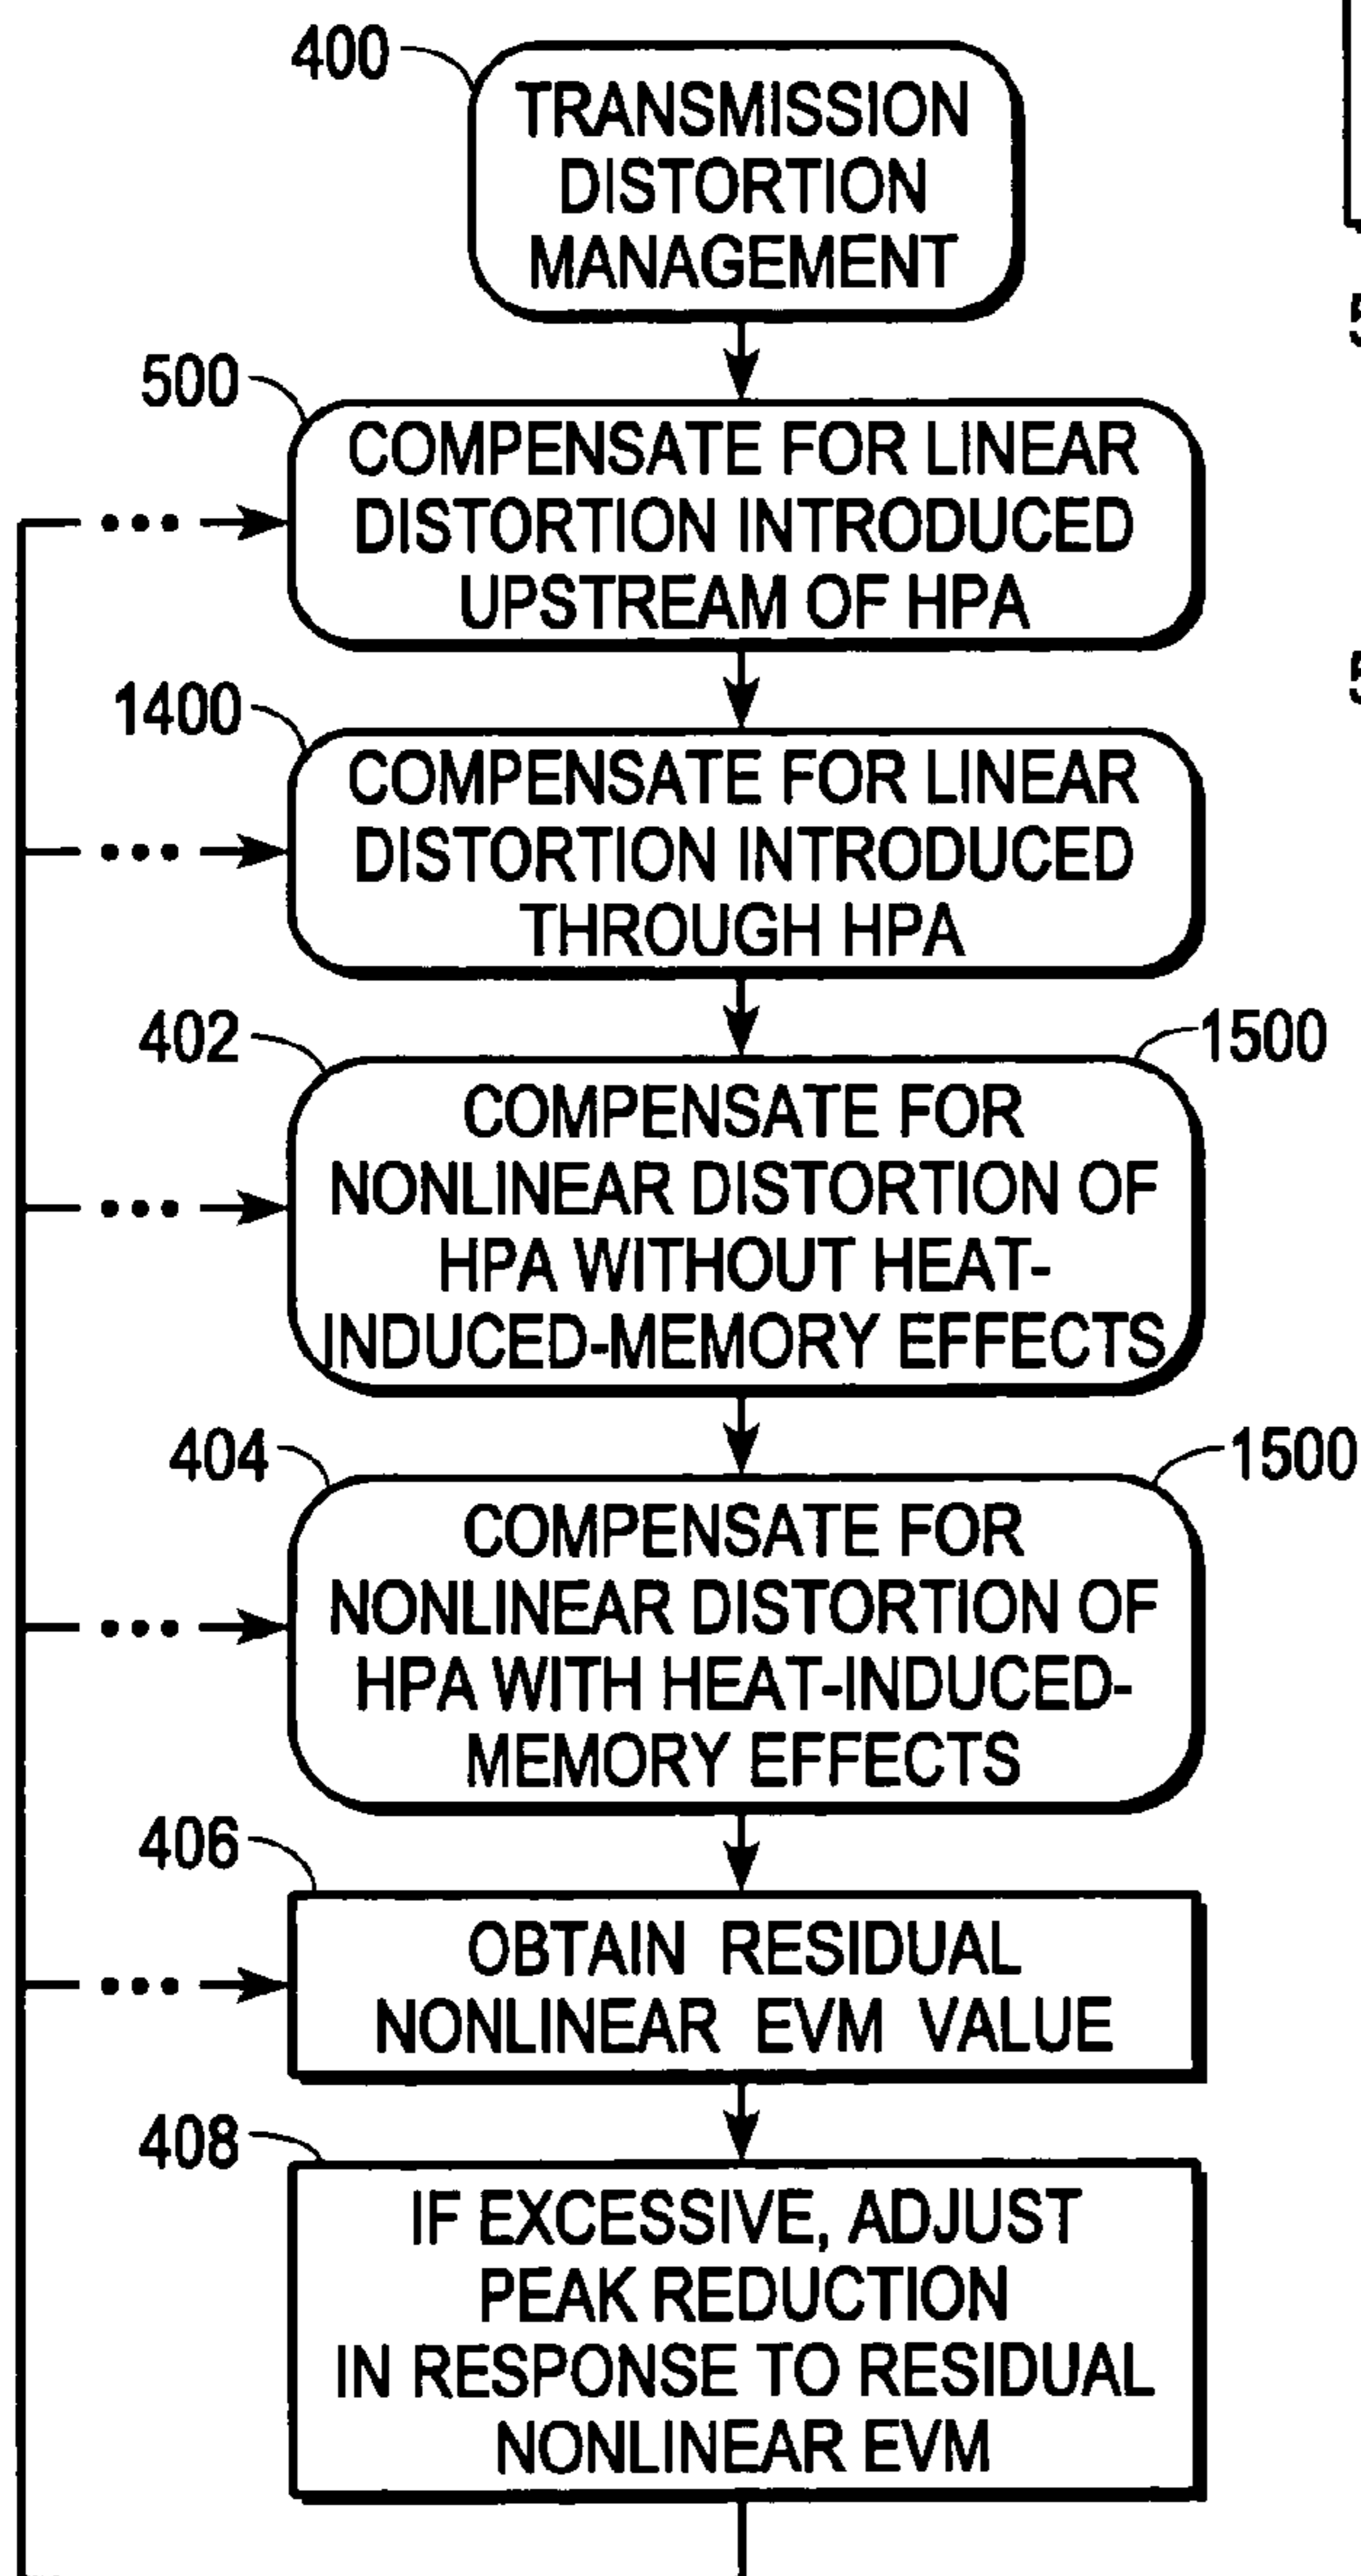 400
TRANSMISSION
DISTORTION
MANAGEMENT
500
COMPENSATE FOR LINEAR
DISTORTION INTRODUCED
UPSTREAM OF HPA
1400
COMPENSATE FOR LINEAR
DISTORTION INTRODUCED
THROUGH HPA
402
1500
COMPENSATE FOR
NONLINEAR DISTORTION OF
HPA WITHOUT HEAT-
INDUCED-MEMORY EFFECTS
404
1500
COMPENSATE FOR
NONLINEAR DISTORTION OF
HPA WITH HEAT-INDUCED-
MEMORY EFFECTS
406
OBTAIN RESIDUAL
NONLINEAR EVM VALUE
408
IF EXCESSIVE, ADJUST
PEAK REDUCTION
IN RESPONSE TO RESIDUAL
NONLINEAR EVM